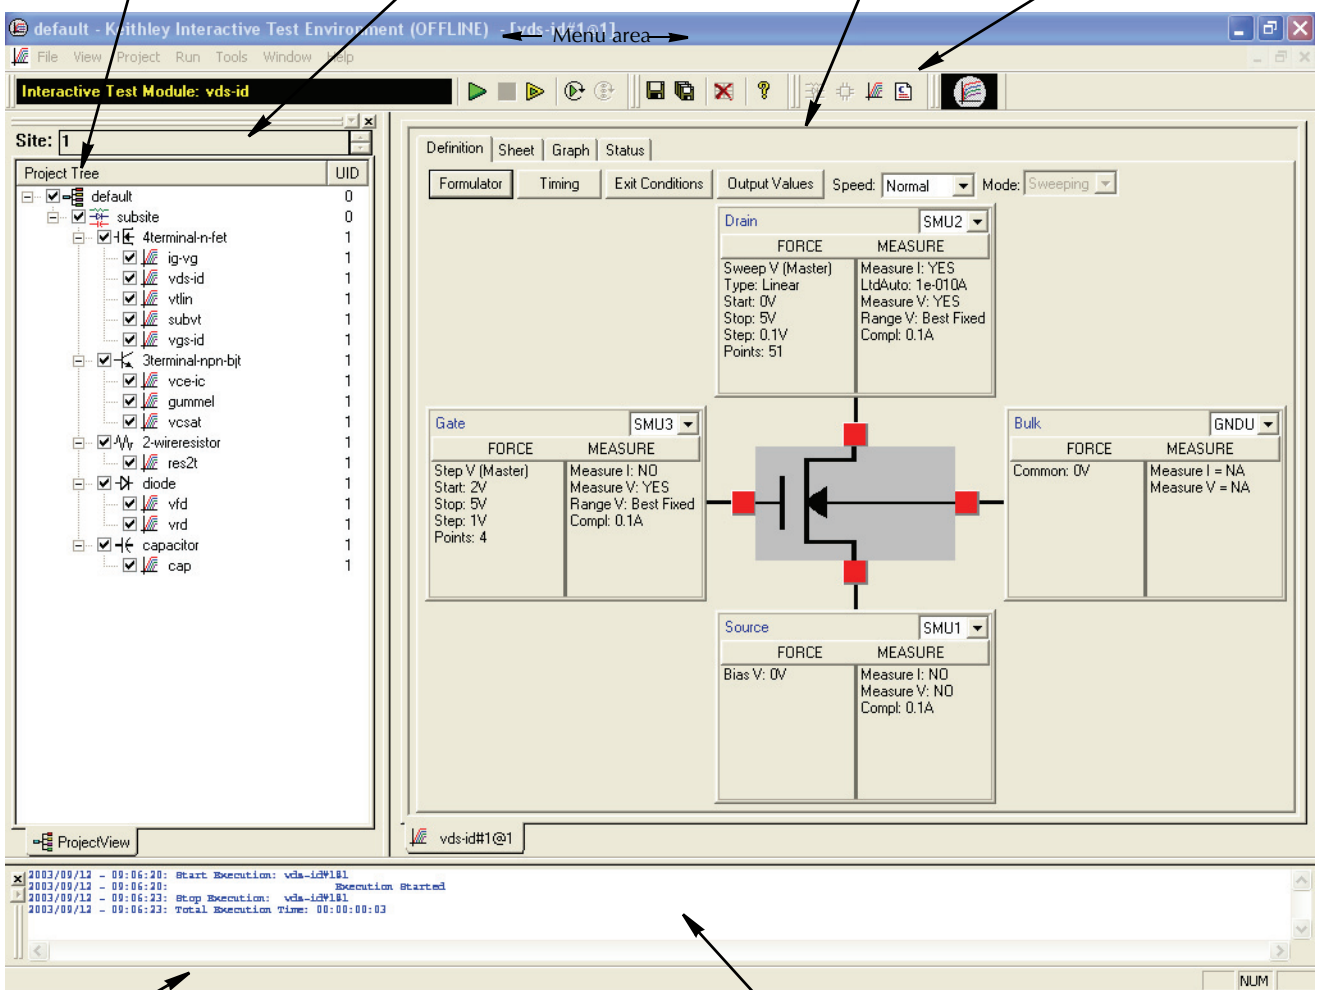 default - Keithley Interactive Test Environment (OFFLINE) - [vds-id#1@1]
Menu area
File View Project Run Tools Window Help
Interactive Test Module: vds-id
Site: 1
Project Tree UID
default 0
subsite 0
4terminal-n-fet 1
ig-vg 1
vds-id 1
vtlin 1
subvt 1
vgs-id 1
3terminal-npn-bjt 1
vce-ic 1
gummel 1
vcsat 1
2-wireresistor 1
res2t 1
diode 1
vfd 1
vrd 1
capacitor 1
cap 1
ProjectView
Definition Sheet Graph Status
Formulator Timing Exit Conditions Output Values Speed: Normal Mode: Sweeping
Drain SMU2
FORCE MEASURE
Sweep V (Master) Measure I: YES
Type: Linear LtdAuto: 1e-010A
Start: 0V Measure V: YES
Stop: 5V Range V: Best Fixed
Step: 0.1V Compl: 0.1A
Points: 51
Gate SMU3
FORCE MEASURE
Step V (Master) Measure I: NO
Start: 2V Measure V: YES
Stop: 5V Range V: Best Fixed
Step: 1V Compl: 0.1A
Points: 4
Bulk GNDU
FORCE MEASURE
Common: 0V Measure I = NA
Measure V = NA
Source SMU1
FORCE MEASURE
Bias V: 0V Measure I: NO
Measure V: NO
Compl: 0.1A
vds-id#1@1
2003/09/12 - 09:06:20: Start Execution: vds-id#1@1
2003/09/12 - 09:06:20: Execution Started
2003/09/12 - 09:06:23: Stop Execution: vds-id#1@1
2003/09/12 - 09:06:23: Total Execution Time: 00:00:00:03
NUM